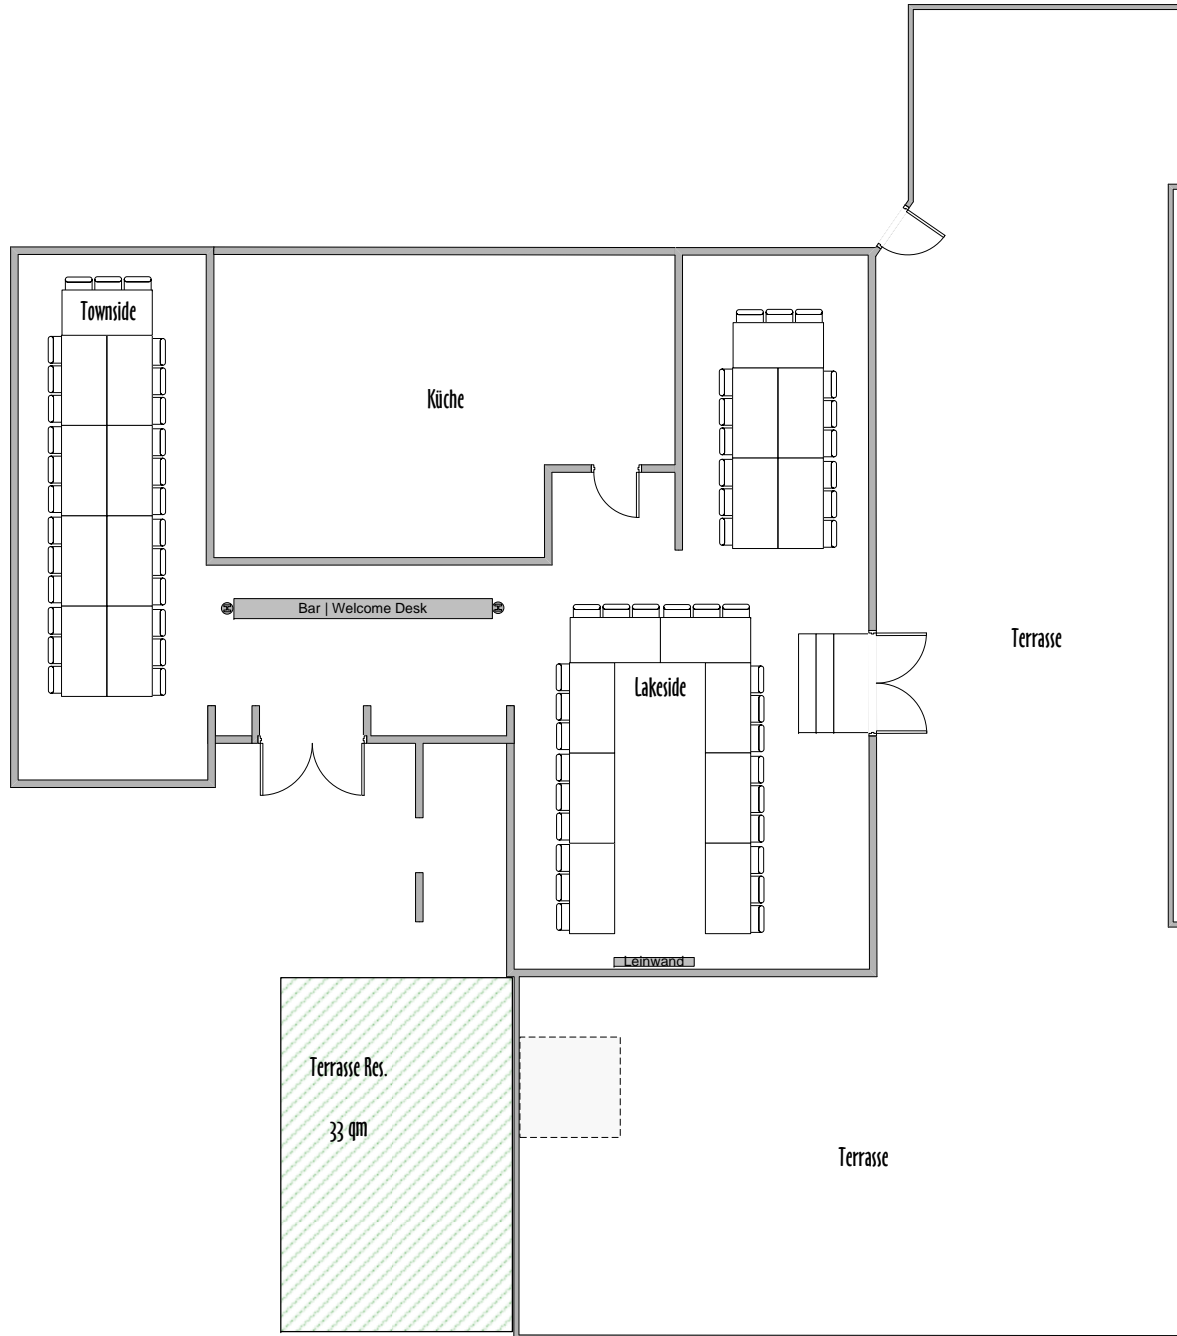 Townside
Küche
Bar | Welcome Desk
Terrasse
Lakeside
Leinwand
Terrasse Res.
33 qm
Terrasse